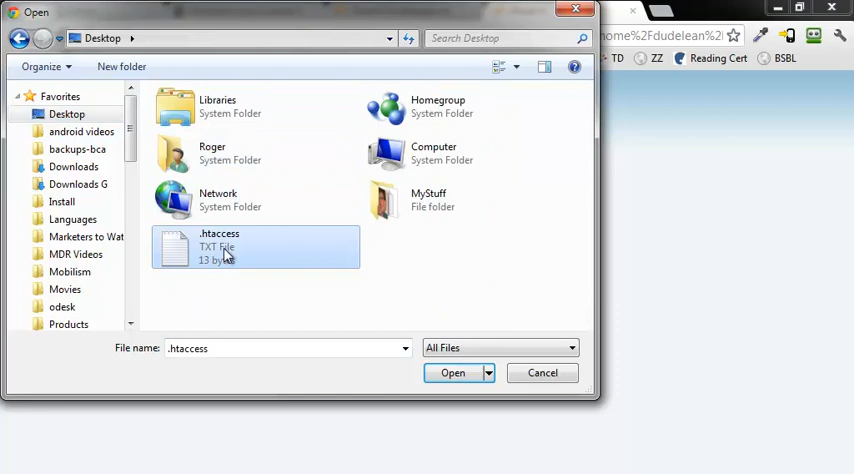 Open
Desktop
Search Desktop
home%2Fdudelean
TD ZZ Reading Cert BSBL
Organize New folder
Favorites
Desktop
android videos
backups-bca
Downloads
Downloads G
Install
Languages
Marketers to Wat
MDR Videos
Mobilism
Movies
odesk
Products
Libraries
System Folder
Homegroup
System Folder
Roger
System Folder
Computer
System Folder
Network
System Folder
MyStuff
File folder
.htaccess
TXT File
13 bytes
File name: .htaccess
All Files
Open Cancel